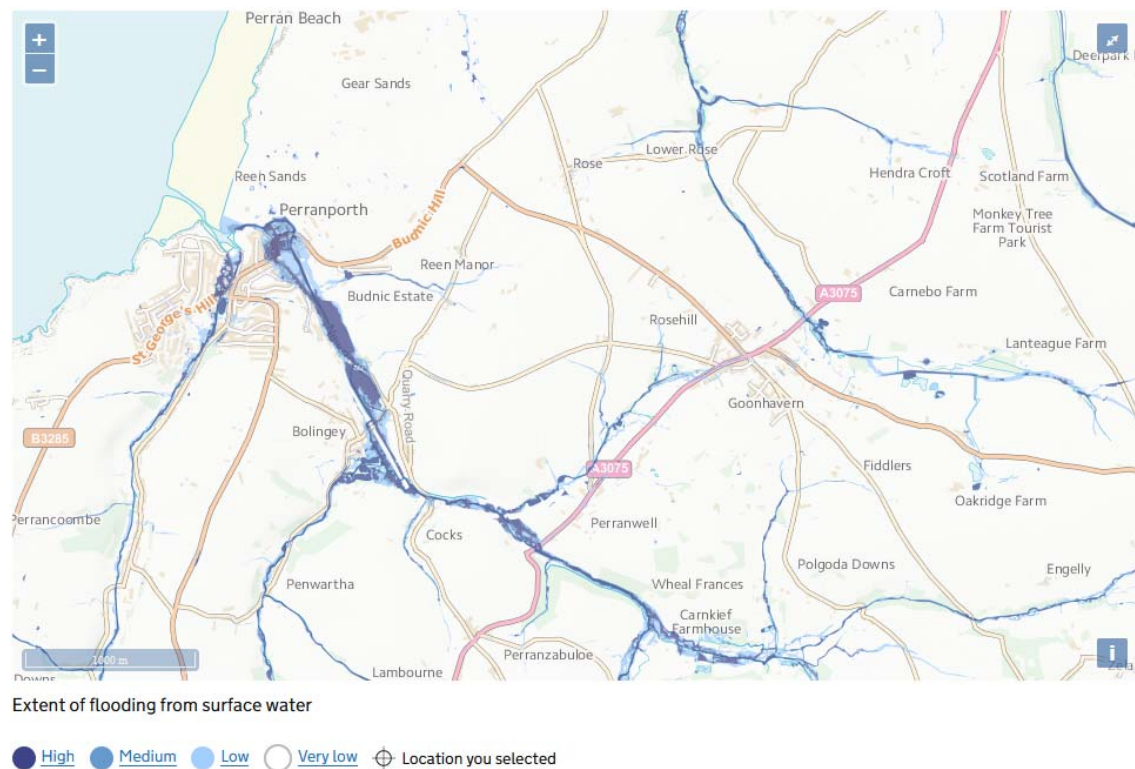 Perran Beach
+
−
Gear Sands
Deerpark
Rose
Lower Rose
Hendra Croft
Scotland Farm
Reen Sands
Perranporth
Monkey Tree
Farm Tourist
Park
Budnic Hill
Reen Manor
Budnic Estate
A3075
Carnebo Farm
St George's Hill
Rosehill
Lanteague Farm
Quarry Road
Goonhavern
Bolingey
B3285
A3075
Fiddlers
Oakridge Farm
Perrancoombe
Perranwell
Cocks
Polgoda Downs
Engelly
Penwartha
Wheal Frances
Carnkief
Farmhouse
Perranzabuloe
i
1000 m
Lambourne
Downs
Extent of flooding from surface water
High Medium Low Very low Location you selected